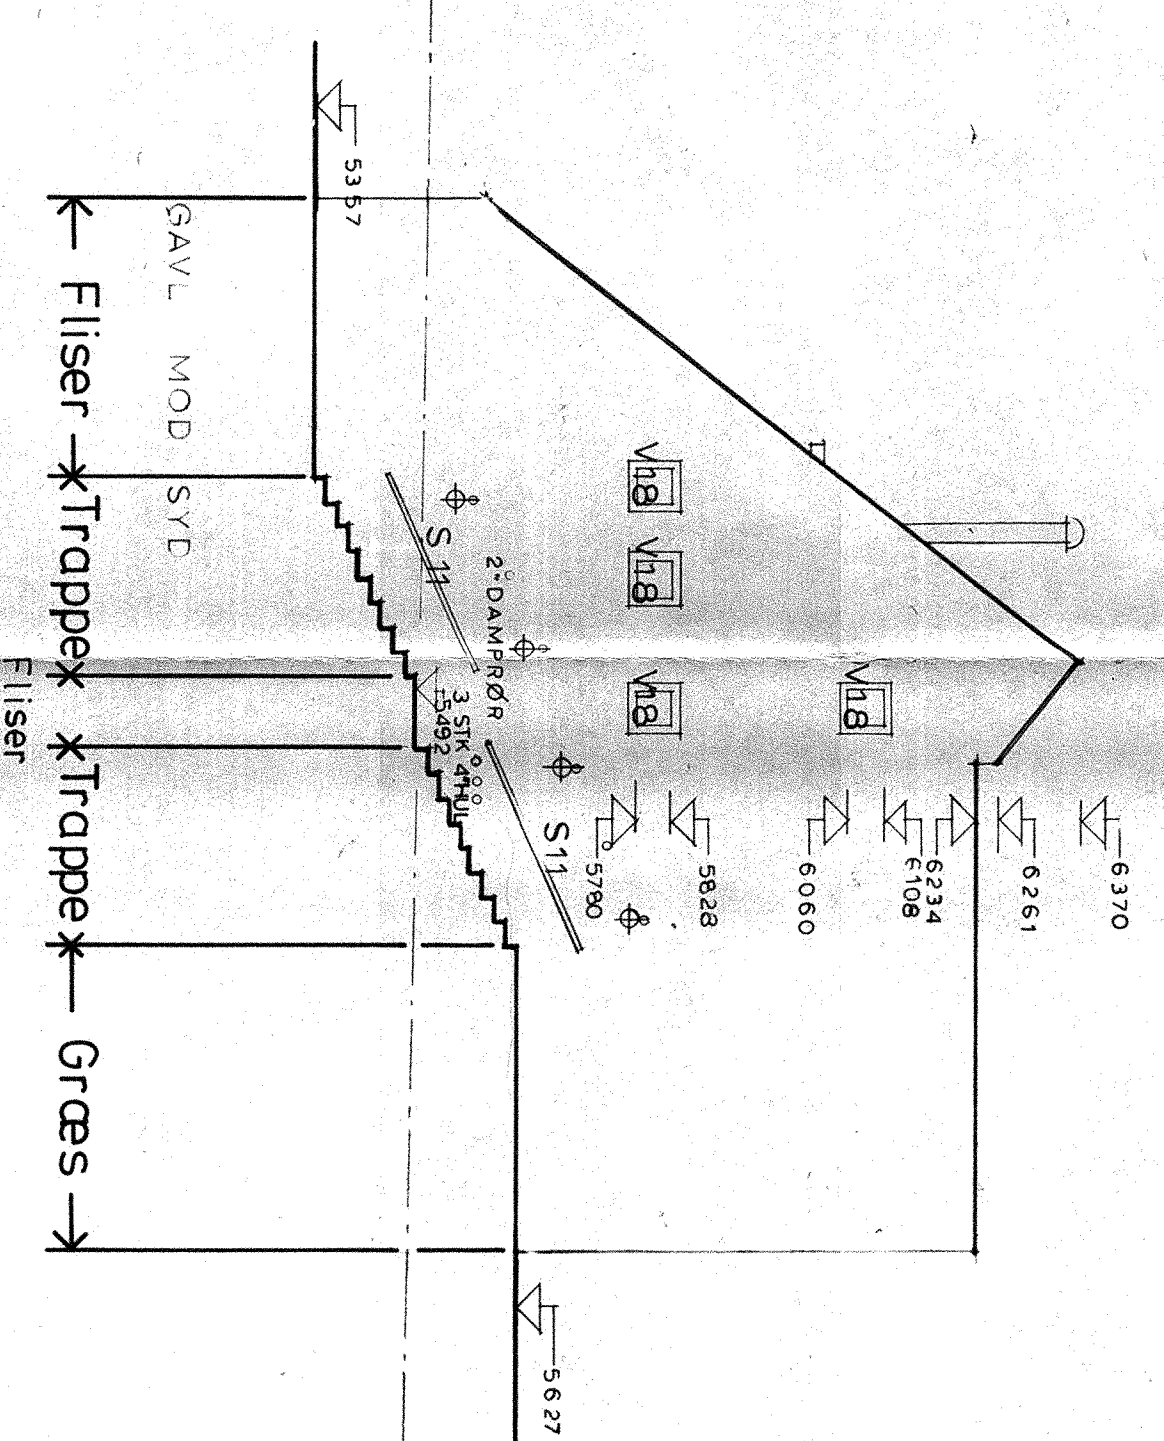 6370
6261
6234
6108
6060
5828
5780
V18
V18
V18
V18
S 11
S 11
2" DAMPRØR
3 STK 4" HUL
5492
5357
5627
GAVL MOD SYD
Fliser
Trappe
Fliser
Trappe
Græs